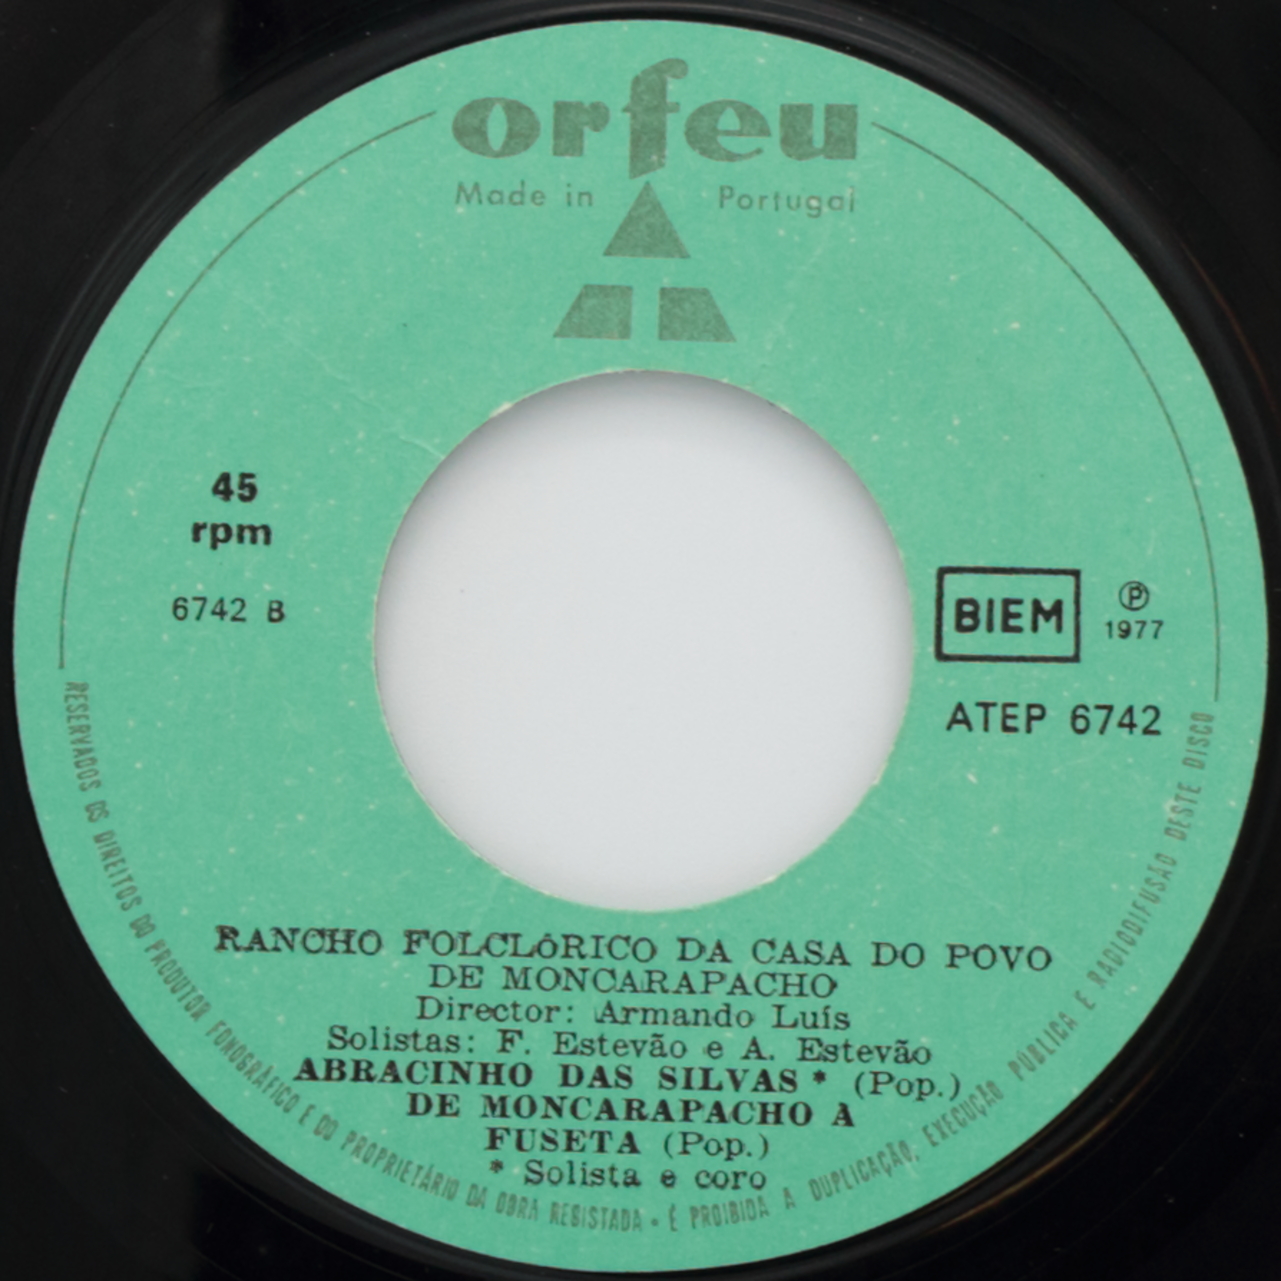 orfeu
Made in Portugal
45
rpm
6742 B
BIEM
Ⓟ
1977
ATEP 6742
RANCHO FOLCLÓRICO DA CASA DO POVO
DE MONCARAPACHO
Director: Armando Luís
Solistas: F. Estevão e A. Estevão
ABRACINHO DAS SILVAS * (Pop.)
DE MONCARAPACHO A
FUSETA (Pop.)
* Solista e coro
RESERVADOS OS DIREITOS DO PRODUTOR FONOGRÁFICO E DO PROPRIETÁRIO DA OBRA REGISTADA • É PROIBIDA A DUPLICAÇÃO, EXECUÇÃO PÚBLICA E RADIODIFUSÃO DESTE DISCO